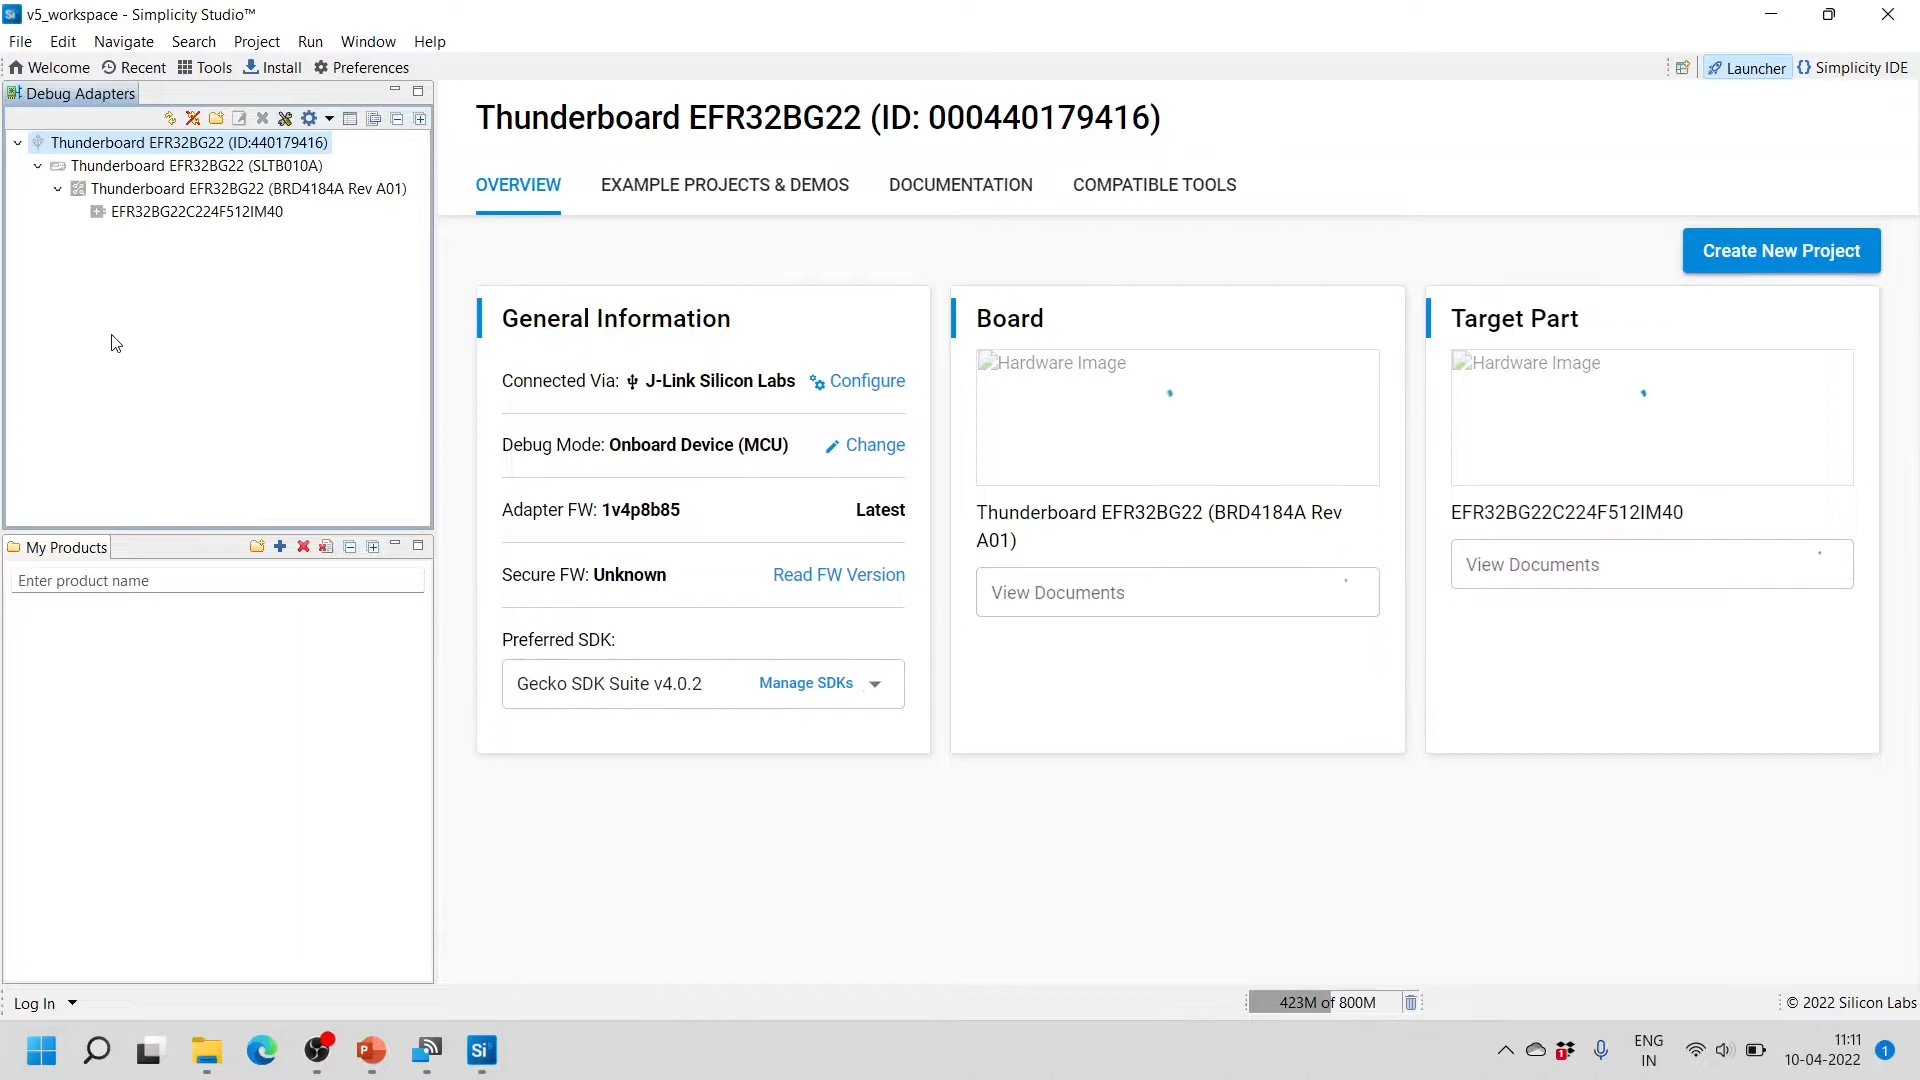 v5_workspace - Simplicity Studio™
File Edit Navigate Search Project Run Window Help
Welcome Recent Tools Install Preferences
Launcher Simplicity IDE
Debug Adapters
Thunderboard EFR32BG22 (ID:440179416)
Thunderboard EFR32BG22 (SLTB010A)
Thunderboard EFR32BG22 (BRD4184A Rev A01)
EFR32BG22C224F512IM40
My Products
Enter product name
Thunderboard EFR32BG22 (ID: 000440179416)
OVERVIEW EXAMPLE PROJECTS & DEMOS DOCUMENTATION COMPATIBLE TOOLS
Create New Project
General Information
Connected Via: J-Link Silicon Labs Configure
Debug Mode: Onboard Device (MCU) Change
Adapter FW: 1v4p8b85 Latest
Secure FW: Unknown Read FW Version
Preferred SDK:
Gecko SDK Suite v4.0.2 Manage SDKs
Board
Hardware Image
Thunderboard EFR32BG22 (BRD4184A Rev
A01)
View Documents
Target Part
Hardware Image
EFR32BG22C224F512IM40
View Documents
Log In
423M of 800M
© 2022 Silicon Labs
Si
ENG
IN
11:11
10-04-2022
1